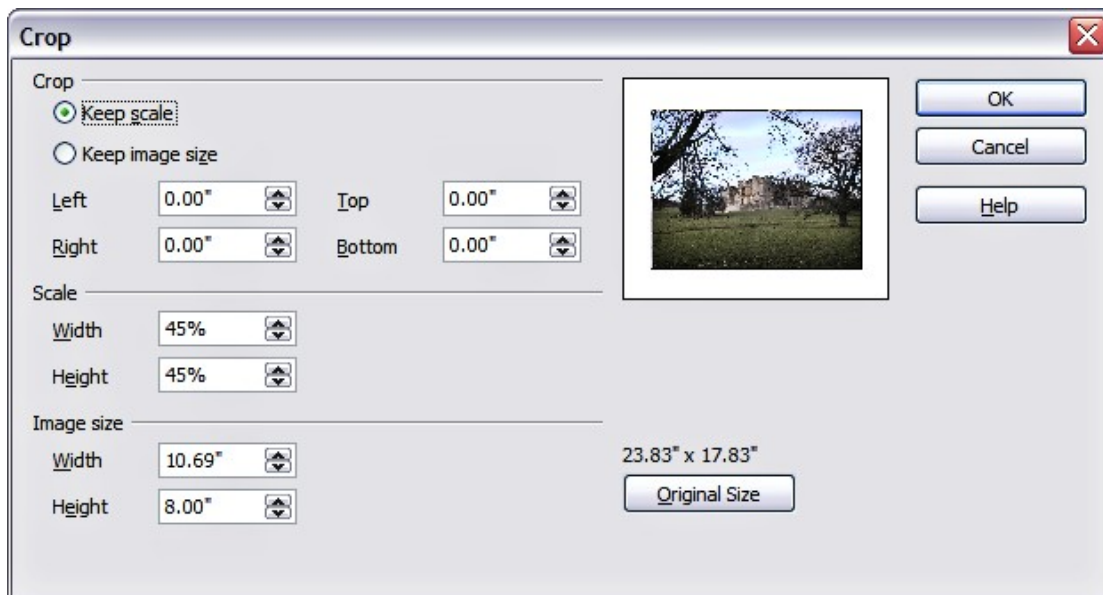 Crop
Crop
Keep scale
Keep image size
Left 0.00" Top 0.00"
Right 0.00" Bottom 0.00"
Scale
Width 45%
Height 45%
Image size
Width 10.69"
Height 8.00"
23.83" x 17.83"
Original Size
OK
Cancel
Help